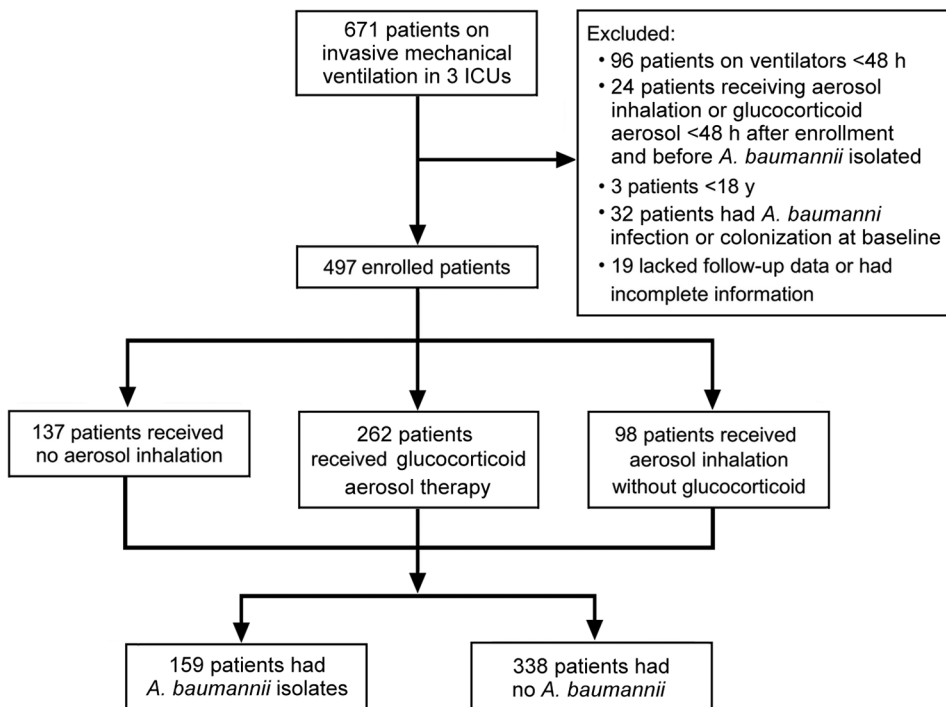 671 patients on
invasive mechanical
ventilation in 3 ICUs
Excluded:
• 96 patients on ventilators <48 h
• 24 patients receiving aerosol
inhalation or glucocorticoid
aerosol <48 h after enrollment
and before A. baumannii isolated
• 3 patients <18 y
• 32 patients had A. baumanni
infection or colonization at baseline
• 19 lacked follow-up data or had
incomplete information
497 enrolled patients
137 patients received
no aerosol inhalation
262 patients
received glucocorticoid
aerosol therapy
98 patients received
aerosol inhalation
without glucocorticoid
159 patients had
A. baumannii isolates
338 patients had
no A. baumannii